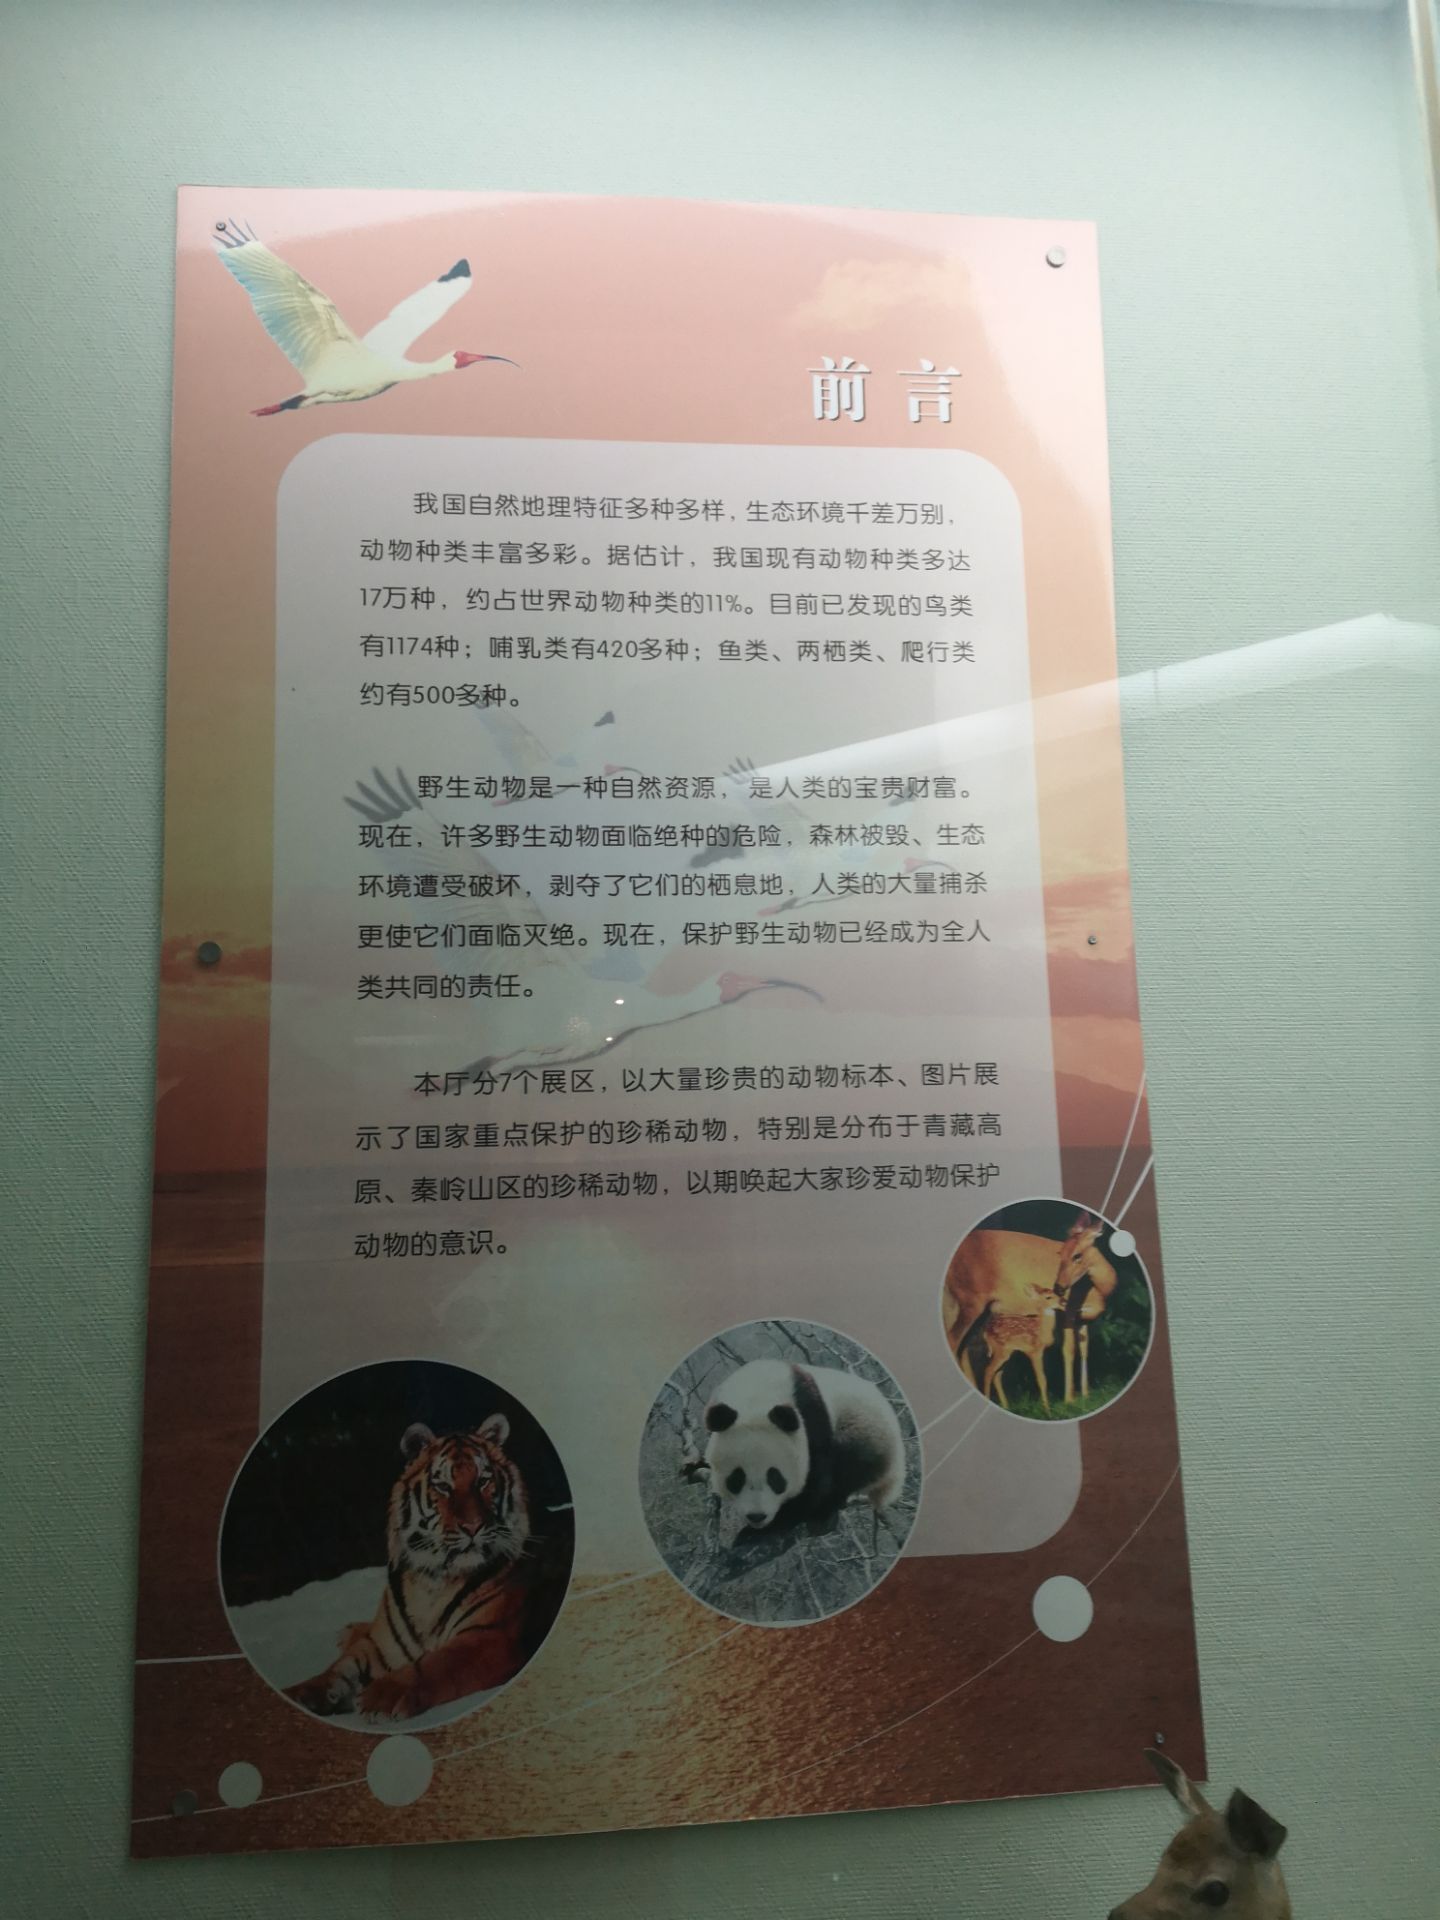 前言
我国自然地理特征多种多样，生态环境千差万别，
动物种类丰富多彩。据估计，我国现有动物种类多达
17万种，约占世界动物种类的11%。目前已发现的鸟类
有1174种；哺乳类有420多种；鱼类、两栖类、爬行类
约有500多种。
野生动物是一种自然资源，是人类的宝贵财富。
现在，许多野生动物面临绝种的危险，森林被毁、生态
环境遭受破坏，剥夺了它们的栖息地，人类的大量捕杀
更使它们面临灭绝。现在，保护野生动物已经成为全人
类共同的责任。
本厅分7个展区，以大量珍贵的动物标本、图片展
示了国家重点保护的珍稀动物，特别是分布于青藏高
原、秦岭山区的珍稀动物，以期唤起大家珍爱动物保护
动物的意识。